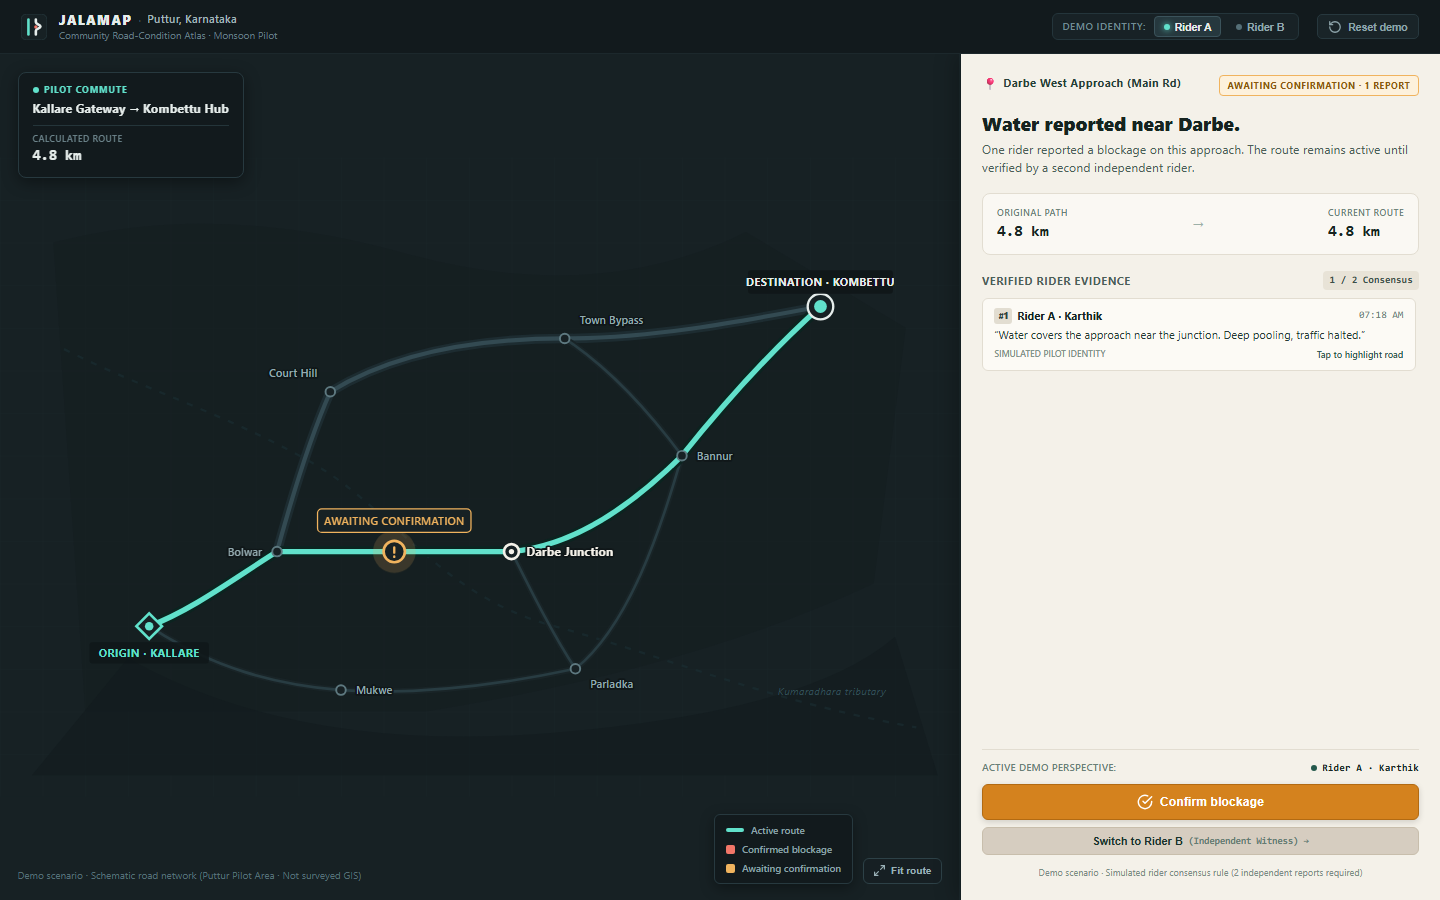 JALAMAP · Puttur, Karnataka
Community Road-Condition Atlas · Monsoon Pilot
DEMO IDENTITY:
Rider A
Rider B
Reset demo
PILOT COMMUTE
Kallare Gateway → Kombettu Hub
CALCULATED ROUTE
4.8 km
DESTINATION · KOMBETTU
Town Bypass
Court Hill
Bannur
AWAITING CONFIRMATION
Bolwar
Darbe Junction
ORIGIN · KALLARE
Mukwe
Parladka
Kumaradhara tributary
Active route
Confirmed blockage
Awaiting confirmation
Fit route
Demo scenario · Schematic road network (Puttur Pilot Area · Not surveyed GIS)
Darbe West Approach (Main Rd)
AWAITING CONFIRMATION · 1 REPORT
Water reported near Darbe.
One rider reported a blockage on this approach. The route remains active until
verified by a second independent rider.
ORIGINAL PATH
4.8 km
→
CURRENT ROUTE
4.8 km
VERIFIED RIDER EVIDENCE
1 / 2 Consensus
#1 Rider A · Karthik
07:18 AM
“Water covers the approach near the junction. Deep pooling, traffic halted.”
SIMULATED PILOT IDENTITY
Tap to highlight road
ACTIVE DEMO PERSPECTIVE:
Rider A · Karthik
Confirm blockage
Switch to Rider B (Independent Witness) →
Demo scenario · Simulated rider consensus rule (2 independent reports required)